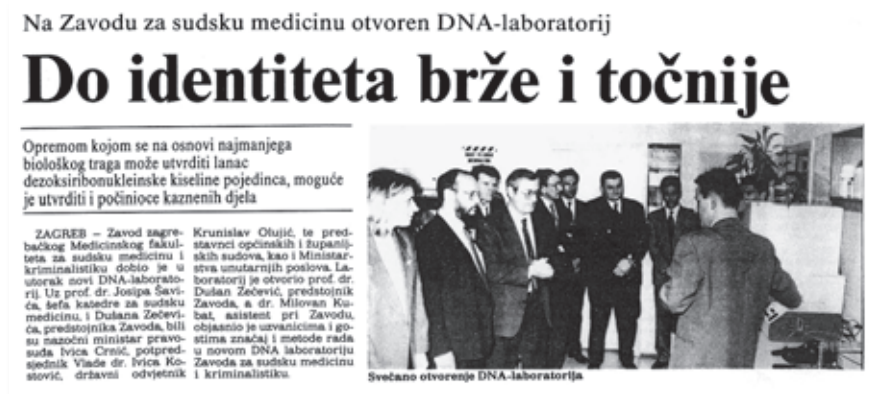 Na Zavodu za sudsku medicinu otvoren DNA-laboratorij
Do identiteta brže i točnije
Opremom kojom se na osnovi najmanjega
biološkog traga može utvrditi lanac
dezoksiribonukleinske kiseline pojedinca, moguće
je utvrditi i počinioce kaznenih djela
ZAGREB – Zavod zagre-
bačkog Medicinskog fakul-
teta za sudsku medicinu i
kriminalistiku dobio je u
utorak novi DNA-laborato-
rij. Uz prof. dr. Josipa Šavi-
ća, šefa katedre za sudsku
medicinu, i Dušana Zečevi-
ća, predstojnika Zavoda, bili
su nazočni ministar pravo-
suđa Ivica Crnić, potpred-
sjednik Vlade dr. Ivica Ko-
stović, državni odvjetnik
Krunislav Olujić, te pred-
stavnci općinskih i županij-
skih sudova, kao i Ministar-
stva unutarnjih poslova. La-
boratorij je otvorio prof. dr.
Dušan Zečević, predstojnik
Zavoda, a dr. Milovan Ku-
bat, asistent pri Zavodu,
objasnio je uzvanicima i go-
stima značaj i metode rada
u novom DNA laboratoriju
Zavoda za sudsku medicinu
i kriminalistiku.
Svečano otvorenje DNA-laboratorija